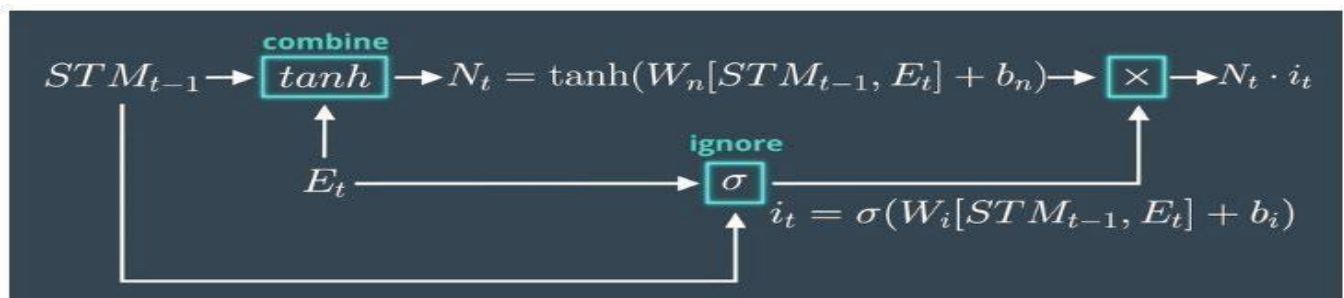 combine
STM_{t-1} tanh N_t = tanh(W_n[STM_{t-1}, E_t] + b_n) × N_t · i_t
ignore
E_t σ
i_t = σ(W_i[STM_{t-1}, E_t] + b_i)